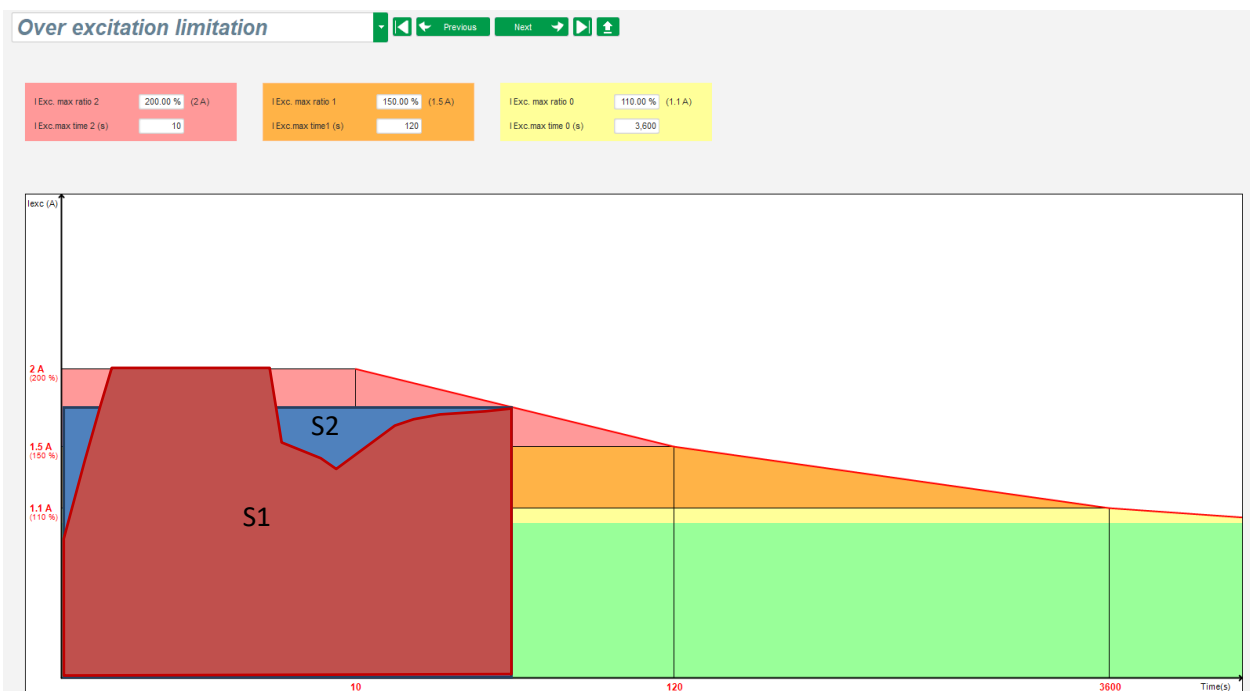 Over excitation limitation
Previous
Next
I Exc. max ratio 2 200.00 % (2 A)
I Exc.max time 2 (s) 10
I Exc. max ratio 1 150.00 % (1.5 A)
I Exc.max time1 (s) 120
I Exc. max ratio 0 110.00 % (1.1 A)
I Exc.max time 0 (s) 3,600
Iexc (A)
2 A
(200 %)
S2
1.5 A
(150 %)
1.1 A
(110 %)
S1
10
120
3600
Time(s)